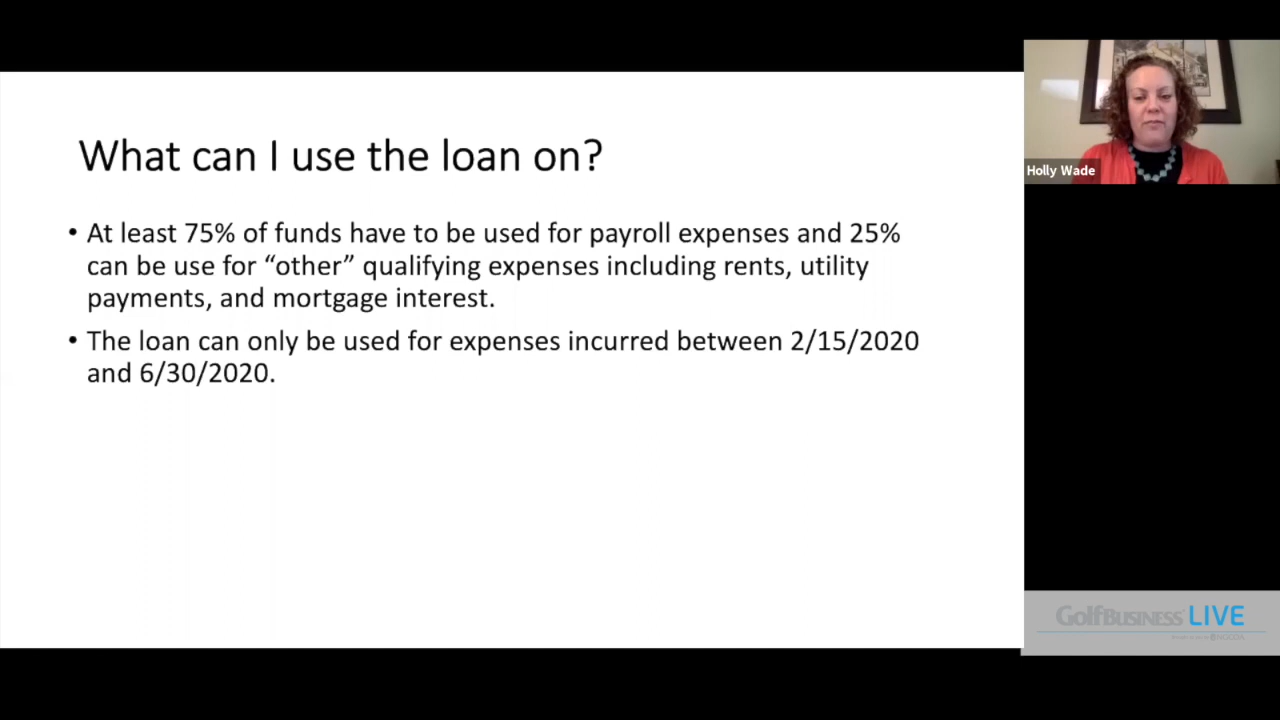 What can I use the loan on?
• At least 75% of funds have to be used for payroll expenses and 25%
can be use for “other” qualifying expenses including rents, utility
payments, and mortgage interest.
• The loan can only be used for expenses incurred between 2/15/2020
and 6/30/2020.
Holly Wade
GolfBusiness LIVE
NGCOA